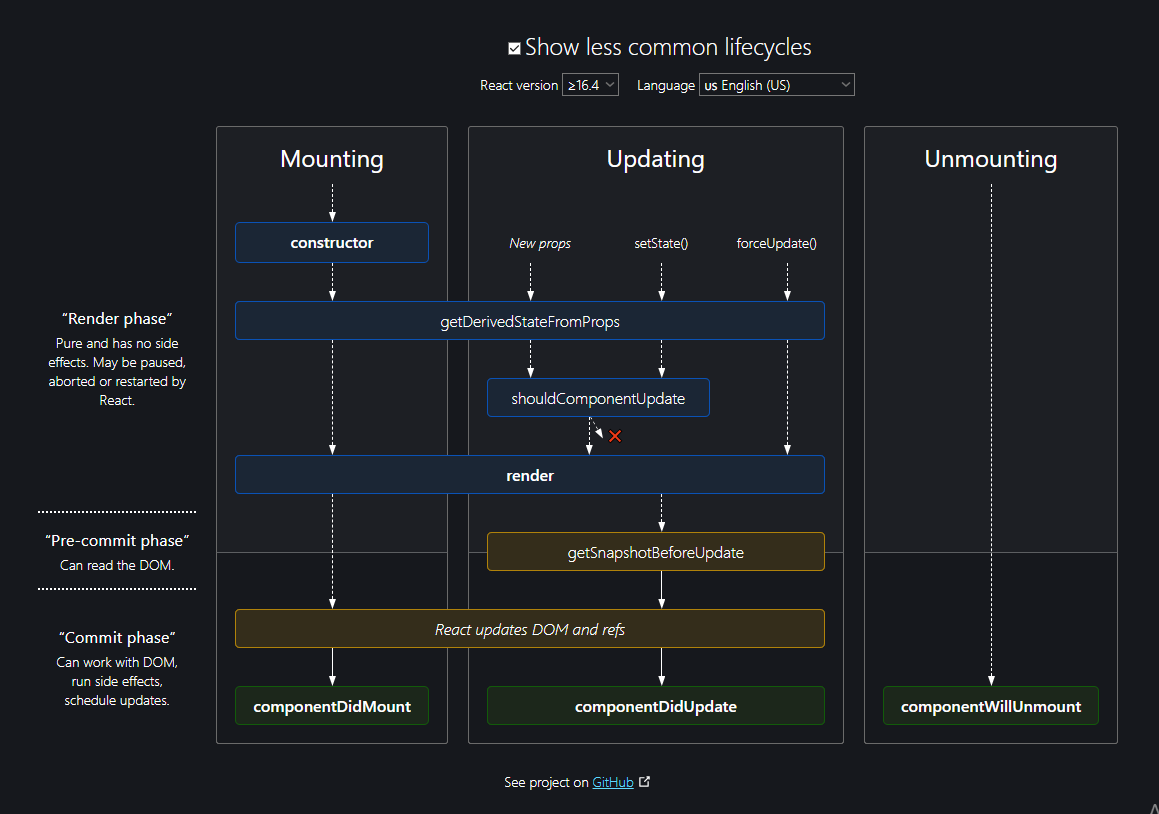 Show less common lifecycles
React version ≥16.4 Language us English (US)
Mounting
Updating
Unmounting
constructor
New props
setState()
forceUpdate()
“Render phase“
Pure and has no side
effects. May be paused,
aborted or restarted by
React.
getDerivedStateFromProps
shouldComponentUpdate
render
“Pre-commit phase“
Can read the DOM.
getSnapshotBeforeUpdate
“Commit phase“
Can work with DOM,
run side effects,
schedule updates.
React updates DOM and refs
componentDidMount
componentDidUpdate
componentWillUnmount
See project on GitHub